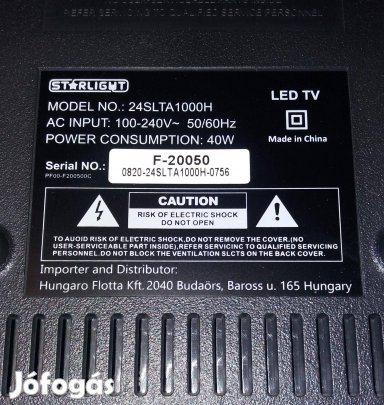 REFER SERVICING TO QUALIFIED SERVICE PERSONNEL
STARLIGHT
LED TV
MODEL NO.: 24SLTA1000H
AC INPUT: 100-240V~ 50/60Hz
POWER CONSUMPTION: 40W
Made in China
Serial NO.:
PF00-F200500C
F-20050
0820-24SLTA1000H-0756
CAUTION
RISK OF ELECTRIC SHOCK
DO NOT OPEN
TO AUOID RISK OF ELECTRIC SHOCK,DO NOT REMOVE THE COVER.(NO
USER-SERVICEABLE PART INSIDE). REFER SERVICINC TO QUALIFIED SERVICING
PERSONNEL.DO NOT BLOCK THE VENTILATION SLCTS ON THE BACK COVER.
Importer and Distributor:
Hungaro Flotta Kft. 2040 Budaörs, Baross u. 165 Hungary
Jófogás